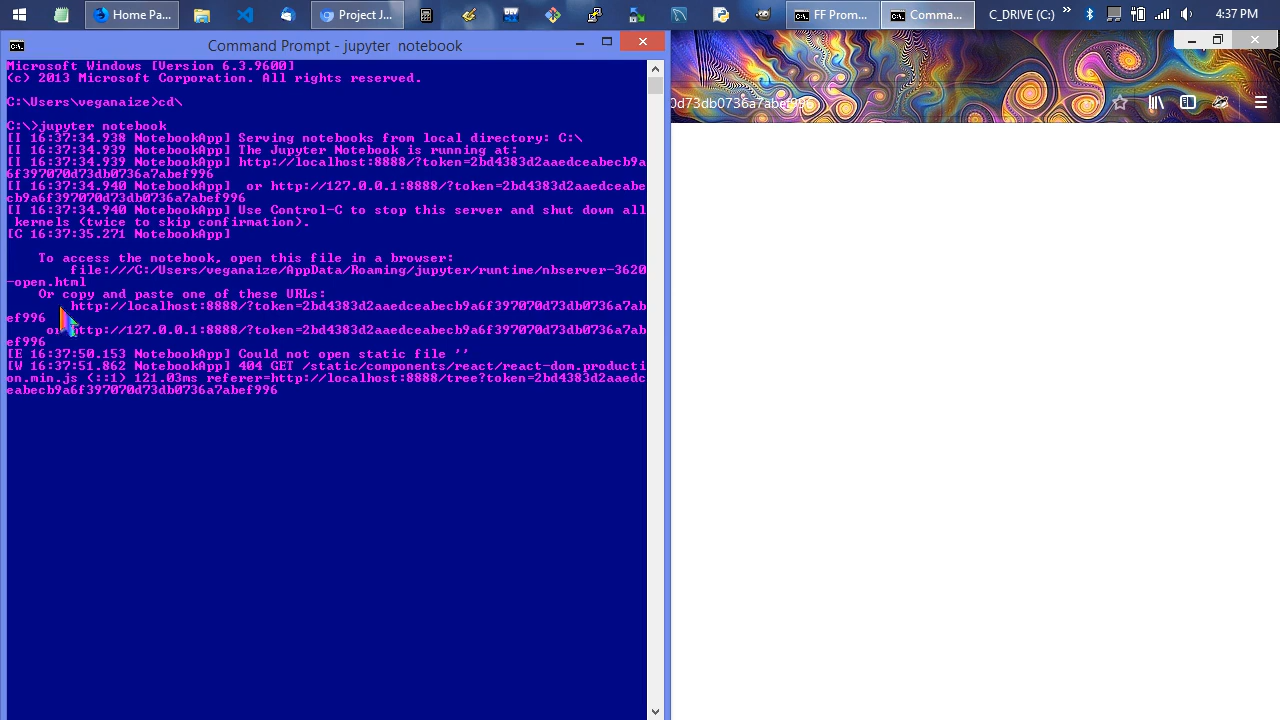 Home Pa...
Project J...
FF Prom...
Comma...
C_DRIVE (C:)
4:37 PM
Command Prompt - jupyter  notebook
Microsoft Windows [Version 6.3.9600]
(c) 2013 Microsoft Corporation. All rights reserved.
C:\Users\veganaize>cd\
C:\>jupyter notebook
[I 16:37:34.938 NotebookApp] Serving notebooks from local directory: C:\
[I 16:37:34.939 NotebookApp] The Jupyter Notebook is running at:
[I 16:37:34.939 NotebookApp] http://localhost:8888/?token=2bd4383d2aaedceabecb9a
6f397070d73db0736a7abef996
[I 16:37:34.940 NotebookApp]  or http://127.0.0.1:8888/?token=2bd4383d2aaedceabe
cb9a6f397070d73db0736a7abef996
[I 16:37:34.940 NotebookApp] Use Control-C to stop this server and shut down all
 kernels (twice to skip confirmation).
[C 16:37:35.271 NotebookApp]
    To access the notebook, open this file in a browser:
        file:///C:/Users/veganaize/AppData/Roaming/jupyter/runtime/nbserver-3620
-open.html
    Or copy and paste one of these URLs:
        http://localhost:8888/?token=2bd4383d2aaedceabecb9a6f397070d73db0736a7ab
ef996
     or http://127.0.0.1:8888/?token=2bd4383d2aaedceabecb9a6f397070d73db0736a7ab
ef996
[E 16:37:50.153 NotebookApp] Could not open static file ''
[W 16:37:51.862 NotebookApp] 404 GET /static/components/react/react-dom.producti
on.min.js (::1) 121.03ms referer=http://localhost:8888/tree?token=2bd4383d2aaedc
eabecb9a6f397070d73db0736a7abef996
0d73db0736a7abef996